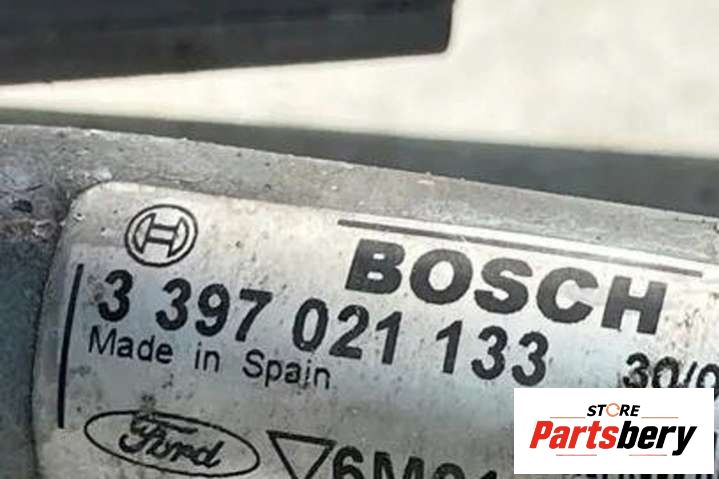 BOSCH
3 397 021 133
Made in Spain
Ford
STORE
Partsbery